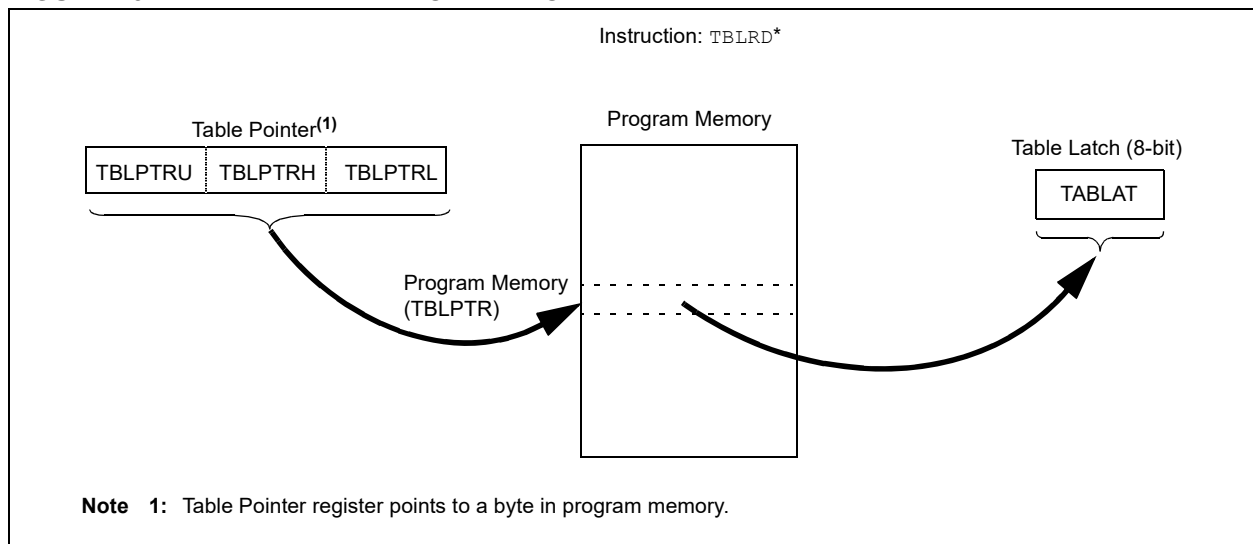 Instruction: TBLRD*
Table Pointer(1)
TBLPTRU TBLPTRH TBLPTRL
Program Memory
Table Latch (8-bit)
TABLAT
Program Memory
(TBLPTR)
Note 1: Table Pointer register points to a byte in program memory.